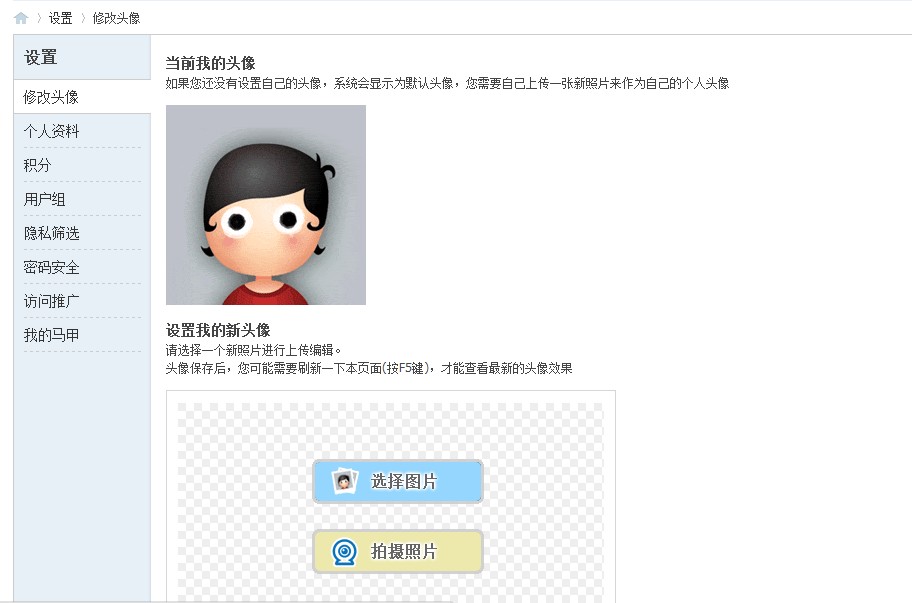 设置 修改头像
设置
修改头像
个人资料
积分
用户组
隐私筛选
密码安全
访问推广
我的马甲
当前我的头像
如果您还没有设置自己的头像，系统会显示为默认头像，您需要自己上传一张新照片来作为自己的个人头像
设置我的新头像
请选择一个新照片进行上传编辑。
头像保存后，您可能需要刷新一下本页面(按F5键)，才能查看最新的头像效果
选择图片
拍摄照片